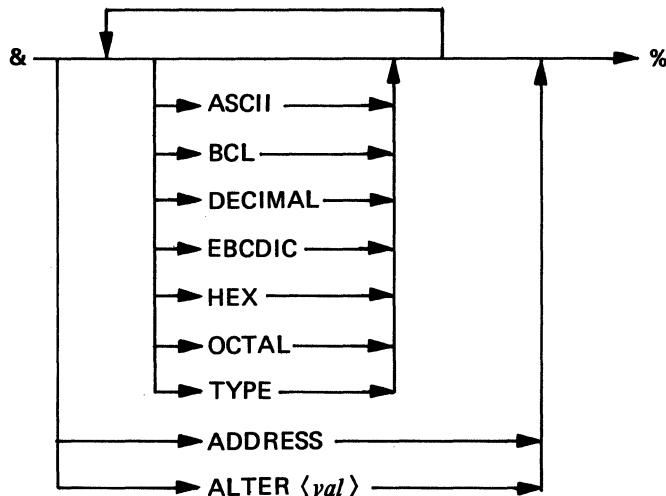 & %
ASCII
BCL
DECIMAL
EBCDIC
HEX
OCTAL
TYPE
ADDRESS
ALTER ⟨val⟩